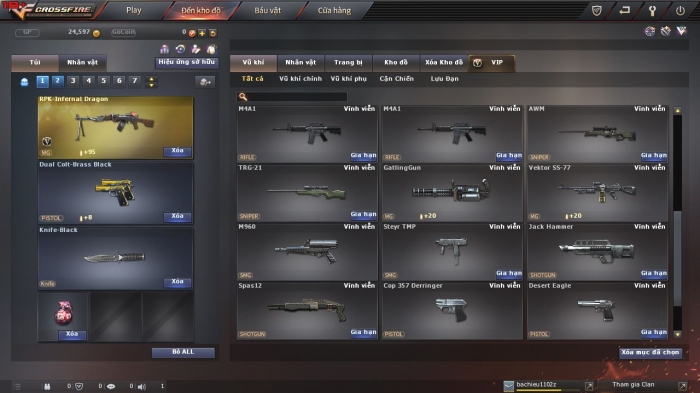 CROSSFIRE
Play
Đến kho đồ
Báu vật
Cửa hàng
GP 24,597
GoCoin 0
Túi
Nhân vật
Hiệu ứng sở hữu
1 2 3 4 5 6 7
RPK-Infernal Dragon
MG +95 Xóa
Dual Colt-Brass Black
PISTOL +8 Xóa
Knife-Black
Knife Xóa
Xóa
Bỏ ALL
Vũ khí
Nhân vật
Trang bị
Kho đồ
Xóa Kho đồ
VIP
Tất cả
Vũ khí chính
Vũ khí phụ
Cận Chiến
Lựu Đạn
M4A1 Vĩnh viễn
RIFLE Gia hạn
M4A1 Vĩnh viễn
RIFLE Gia hạn
AWM Vĩnh viễn
SNIPER Gia hạn
TRG-21 Vĩnh viễn
SNIPER Gia hạn
GatlingGun Vĩnh viễn
MG +20
Vektor SS-77 Vĩnh viễn
MG +20
M960 Vĩnh viễn
SMG
Steyr TMP Vĩnh viễn
SMG Gia hạn
Jack Hammer Vĩnh viễn
SHOTGUN Gia hạn
Spas12 Vĩnh viễn
SHOTGUN Gia hạn
Cop 357 Derringer Vĩnh viễn
PISTOL Gia hạn
Desert Eagle Vĩnh viễn
PISTOL Gia hạn
Xóa mục đã chọn
0 0 0 1
bachieu1102z
Tham gia Clan